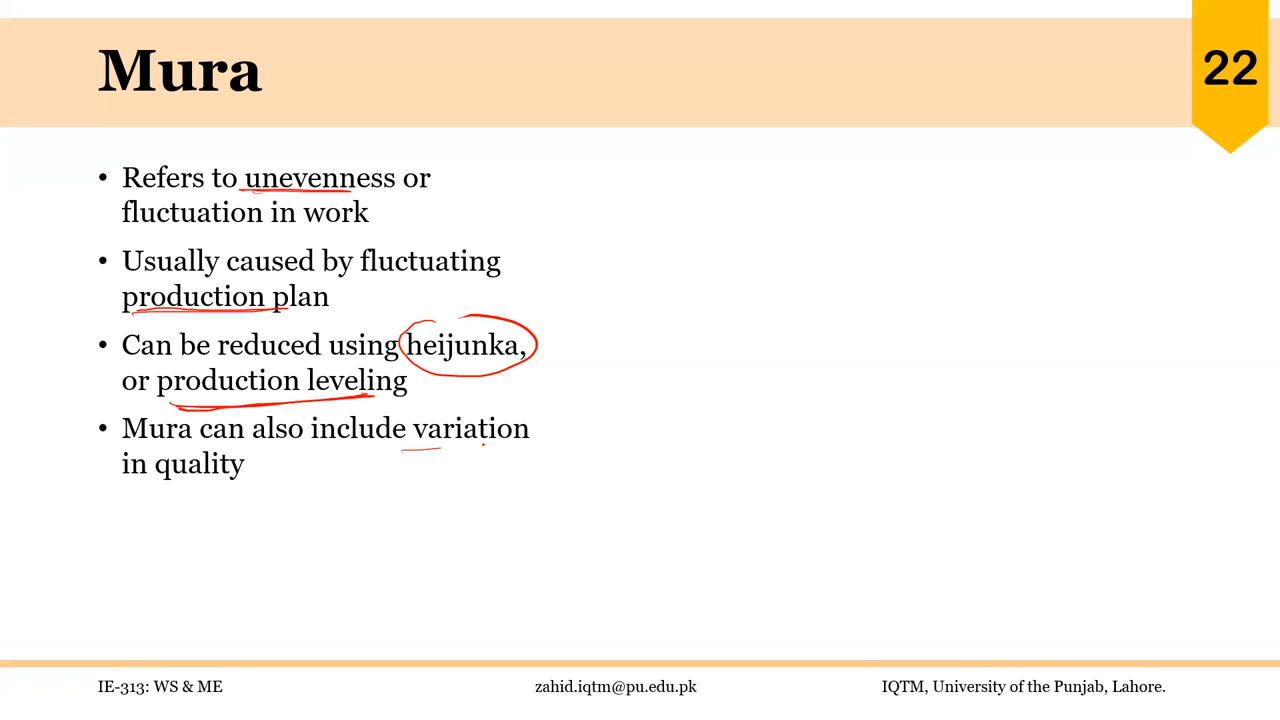 Mura
22
• Refers to unevenness or
fluctuation in work
• Usually caused by fluctuating
production plan
• Can be reduced using heijunka,
or production leveling
• Mura can also include variation
in quality
IE-313: WS & ME
zahid.iqtm@pu.edu.pk
IQTM, University of the Punjab, Lahore.